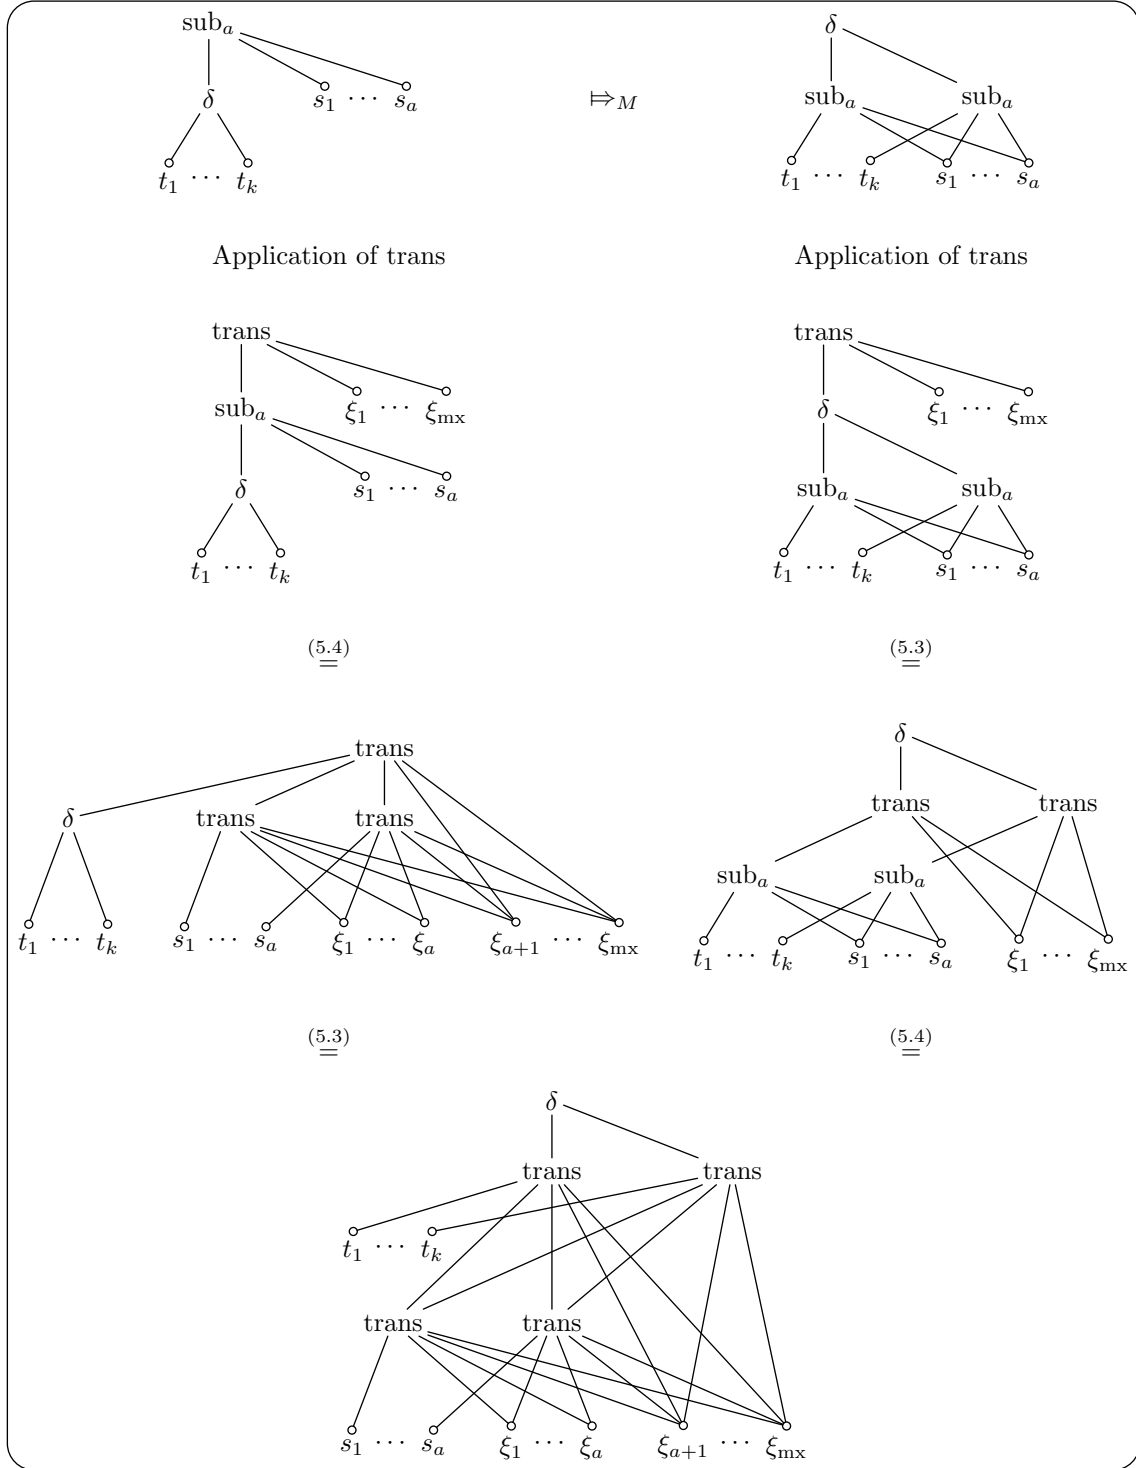 sub_a δ
δ s_1 ⋯ s_a ⤇_M sub_a sub_a
t_1 ⋯ t_k t_1 ⋯ t_k s_1 ⋯ s_a
Application of trans Application of trans
trans trans
sub_a ξ_1 ⋯ ξ_mx δ ξ_1 ⋯ ξ_mx
δ s_1 ⋯ s_a sub_a sub_a
t_1 ⋯ t_k t_1 ⋯ t_k s_1 ⋯ s_a
(5.4) (5.3)
= =
trans δ
δ trans trans trans trans
sub_a sub_a
t_1 ⋯ t_k s_1 ⋯ s_a ξ_1 ⋯ ξ_a ξ_{a+1} ⋯ ξ_mx t_1 ⋯ t_k s_1 ⋯ s_a ξ_1 ⋯ ξ_mx
(5.3) (5.4)
= =
δ
trans trans
t_1 ⋯ t_k
trans trans
s_1 ⋯ s_a ξ_1 ⋯ ξ_a ξ_{a+1} ⋯ ξ_mx